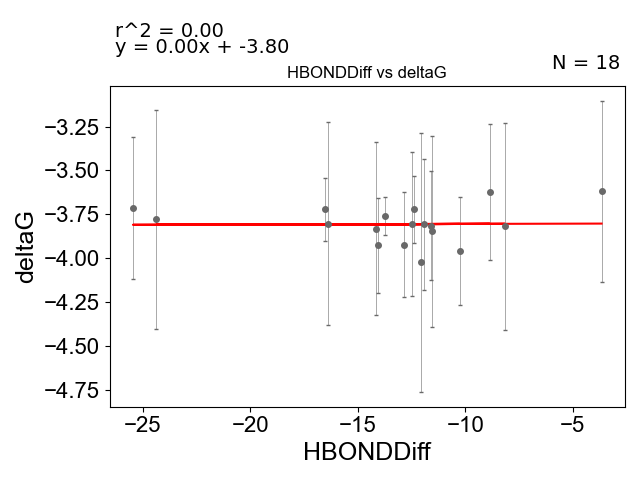 r^2 = 0.00
y = 0.00x + -3.80
N = 18
HBONDDiff vs deltaG
−3.25
−3.50
−3.75
−4.00
−4.25
−4.50
−4.75
deltaG
−25
−20
−15
−10
−5
HBONDDiff